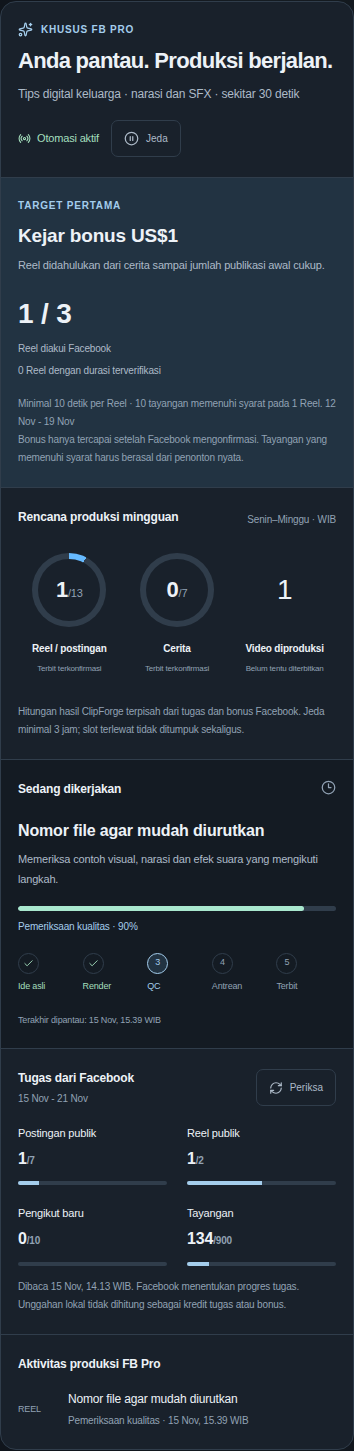 KHUSUS FB PRO
Anda pantau. Produksi berjalan.
Tips digital keluarga · narasi dan SFX · sekitar 30 detik
Otomasi aktif
Jeda
TARGET PERTAMA
Kejar bonus US$1
Reel didahulukan dari cerita sampai jumlah publikasi awal cukup.
1 / 3
Reel diakui Facebook
0 Reel dengan durasi terverifikasi
Minimal 10 detik per Reel · 10 tayangan memenuhi syarat pada 1 Reel. 12
Nov - 19 Nov
Bonus hanya tercapai setelah Facebook mengonfirmasi. Tayangan yang
memenuhi syarat harus berasal dari penonton nyata.
Rencana produksi mingguan
Senin–Minggu · WIB
1/13
0/7
1
Reel / postingan
Cerita
Video diproduksi
Terbit terkonfirmasi
Terbit terkonfirmasi
Belum tentu diterbitkan
Hitungan hasil ClipForge terpisah dari tugas dan bonus Facebook. Jeda
minimal 3 jam; slot terlewat tidak ditumpuk sekaligus.
Sedang dikerjakan
Nomor file agar mudah diurutkan
Memeriksa contoh visual, narasi dan efek suara yang mengikuti
langkah.
Pemeriksaan kualitas · 90%
3
4
5
Ide asli
Render
QC
Antrean
Terbit
Terakhir dipantau: 15 Nov, 15.39 WIB
Tugas dari Facebook
15 Nov - 21 Nov
Periksa
Postingan publik
Reel publik
1/7
1/2
Pengikut baru
Tayangan
0/10
134/900
Dibaca 15 Nov, 14.13 WIB. Facebook menentukan progres tugas.
Unggahan lokal tidak dihitung sebagai kredit tugas atau bonus.
Aktivitas produksi FB Pro
REEL
Nomor file agar mudah diurutkan
Pemeriksaan kualitas · 15 Nov, 15.39 WIB